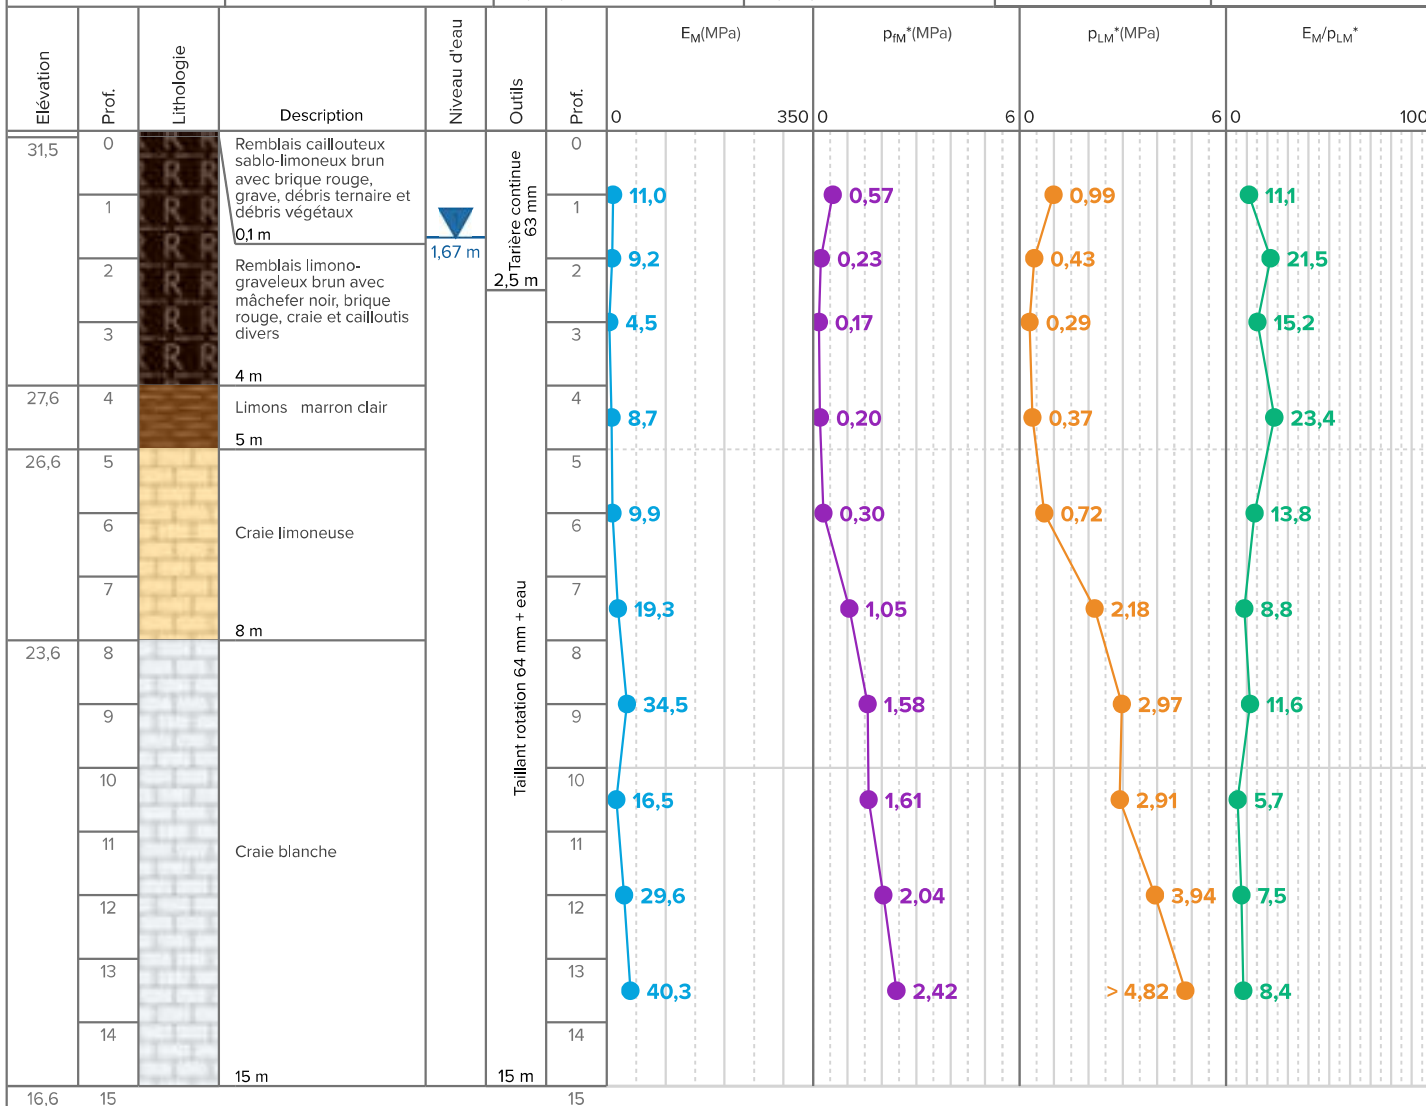 Elévation
Prof.
Lithologie
Description
Niveau d'eau
Outils
Prof.
E_M(MPa)
0 350
p_fM*(MPa)
0 6
p_LM*(MPa)
0 6
E_M/p_LM*
0 100
31,5
27,6
26,6
23,6
16,6
0
1
2
3
4
5
6
7
8
9
10
11
12
13
14
15
R R
R R
R R
R R
R R
R R
Remblais caillouteux
sablo-limoneux brun
avec brique rouge,
grave, débris ternaire et
débris végétaux
0,1 m
Remblais limono-
graveleux brun avec
mâchefer noir, brique
rouge, craie et cailloutis
divers
4 m
Limons marron clair
5 m
Craie limoneuse
8 m
Craie blanche
15 m
1
1,67 m
Tarière continue
63 mm
2,5 m
Taillant rotation 64 mm + eau
15 m
0
1
2
3
4
5
6
7
8
9
10
11
12
13
14
15
11,0
9,2
4,5
8,7
9,9
19,3
34,5
16,5
29,6
40,3
0,57
0,23
0,17
0,20
0,30
1,05
1,58
1,61
2,04
2,42
0,99
0,43
0,29
0,37
0,72
2,18
2,97
2,91
3,94
> 4,82
11,1
21,5
15,2
23,4
13,8
8,8
11,6
5,7
7,5
8,4